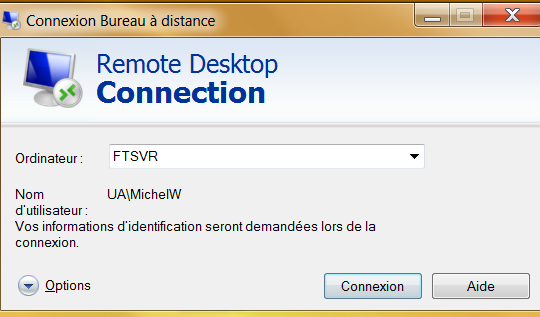 Connexion Bureau à distance
Remote Desktop
Connection
Ordinateur :
FTSVR
Nom
d'utilisateur :
UA\MichelW
Vos informations d'identification seront demandées lors de la
connexion.
Options
Connexion
Aide